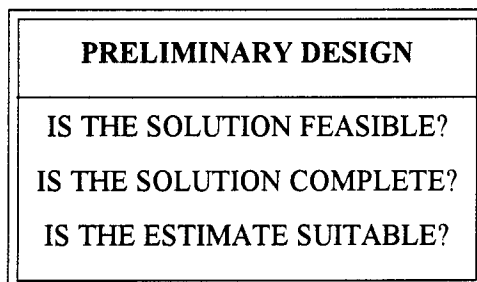 PRELIMINARY DESIGN
IS THE SOLUTION FEASIBLE?
IS THE SOLUTION COMPLETE?
IS THE ESTIMATE SUITABLE?